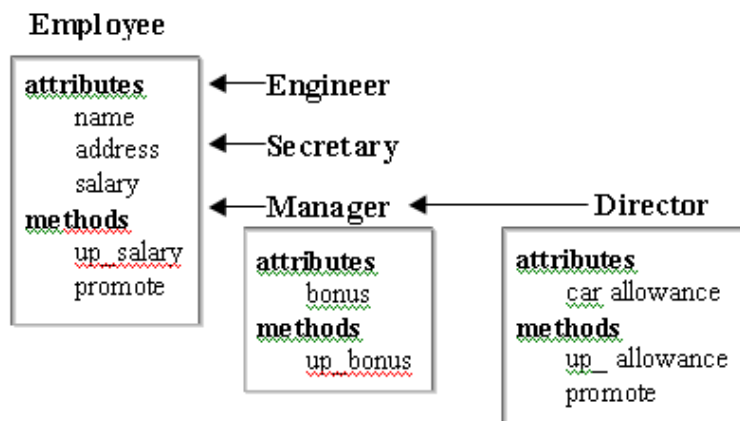 Employee
attributes
name
address
salary
methods
up_salary
promote
Engineer
Secretary
Manager
attributes
bonus
methods
up_bonus
Director
attributes
car allowance
methods
up_ allowance
promote